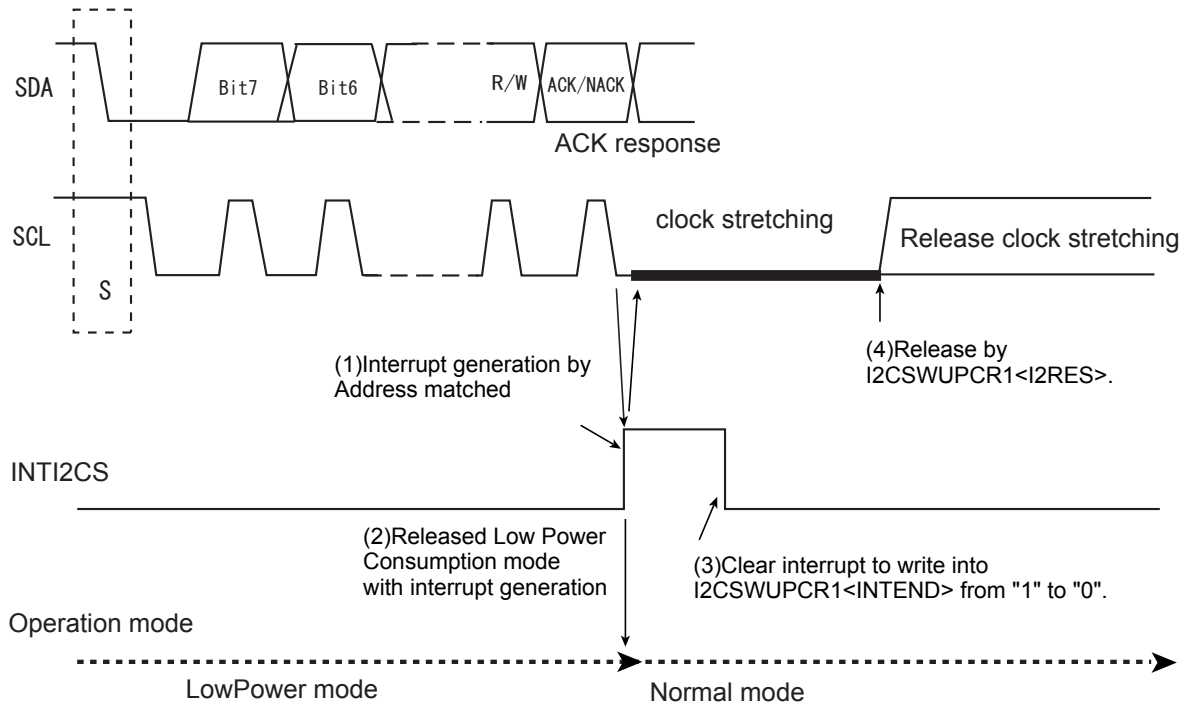 SDA
Bit7
Bit6
R/W
ACK/NACK
ACK response
SCL
clock stretching
Release clock stretching
S
(1)Interrupt generation by
Address matched
(4)Release by
I2CSWUPCR1<I2RES>.
INTI2CS
(2)Released Low Power
Consumption mode
with interrupt generation
(3)Clear interrupt to write into
I2CSWUPCR1<INTEND> from "1" to "0".
Operation mode
LowPower mode
Normal mode